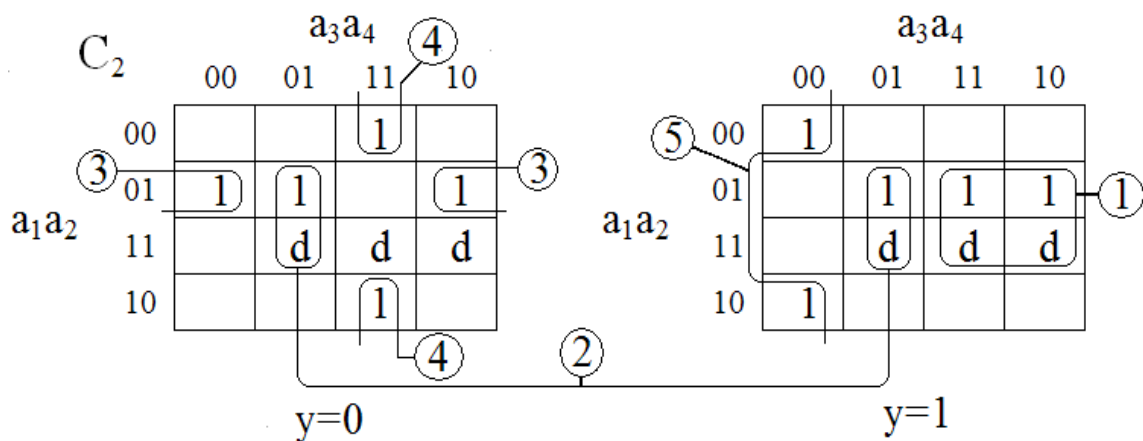 C₂ a₃a₄ ④ a₃a₄
00 01 11 10 00 01 11 10
00 1 ⑤ 00 1
③ 01 1 1 1 ③ 01 1 1 1 ①
a₁a₂ 11 d d d a₁a₂ 11 d d d
10 1 10 1
④ ②
y=0 y=1